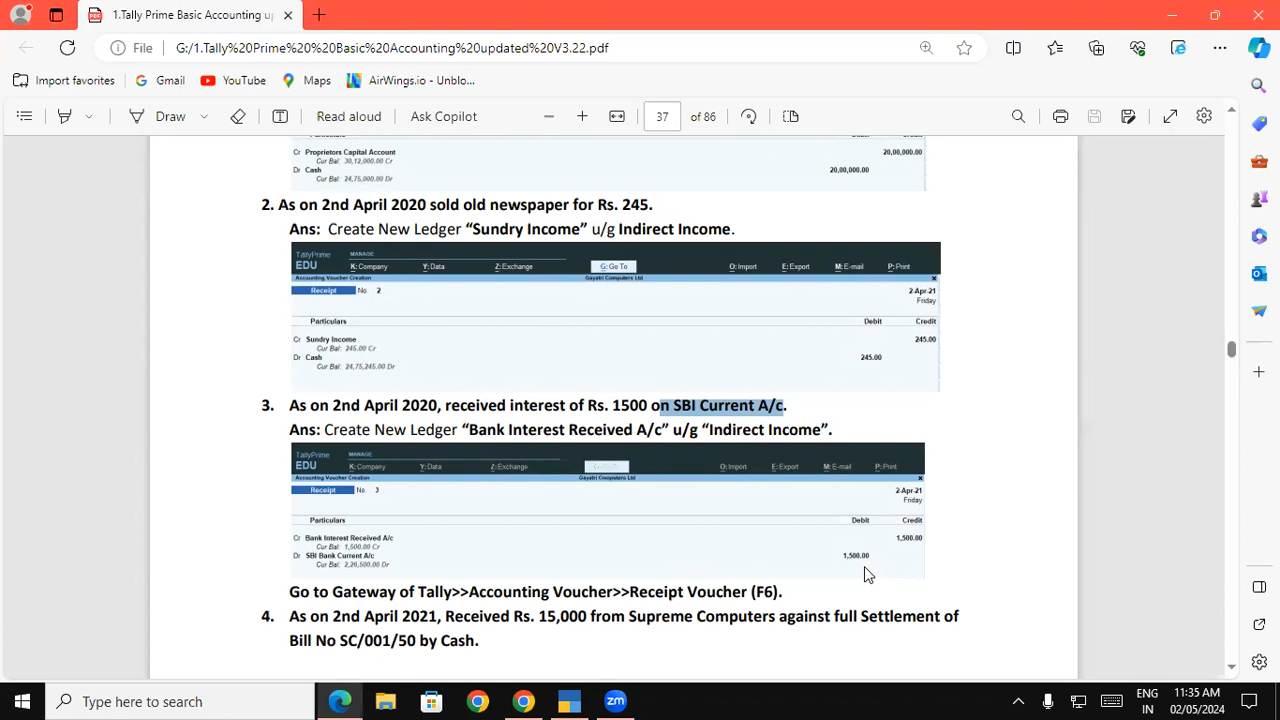 1.Tally Prime Basic Accounting u
File
G:/1.Tally%20Prime%20%20Basic%20Accounting%20updated%20V3.22.pdf
Import favorites
Gmail
YouTube
Maps
AirWings.io - Unblo...
Draw
Read aloud
Ask Copilot
37
of 86
Cr Proprietors Capital Account 20,00,000.00
Cur Bal: 30,12,000.00 Cr
Dr Cash 20,00,000.00
Cur Bal: 24,75,000.00 Dr
2. As on 2nd April 2020 sold old newspaper for Rs. 245.
Ans: Create New Ledger “Sundry Income” u/g Indirect Income.
TallyPrime MANAGE
EDU K:Company Y:Data Z:Exchange G:Go To O:Import E:Export M:E-mail P:Print
Accounting Voucher Creation Gayatri Computers Ltd
Receipt No. 2 2-Apr-21
Friday
Particulars Debit Credit
Cr Sundry Income 245.00
Cur Bal: 245.00 Cr
Dr Cash 245.00
Cur Bal: 24,75,245.00 Dr
3. As on 2nd April 2020, received interest of Rs. 1500 on SBI Current A/c.
Ans: Create New Ledger “Bank Interest Received A/c” u/g “Indirect Income”.
TallyPrime MANAGE
EDU K:Company Y:Data Z:Exchange O:Import E:Export M:E-mail P:Print
Accounting Voucher Creation Gayatri Computers Ltd
Receipt No. 3 2-Apr-21
Friday
Particulars Debit Credit
Cr Bank Interest Received A/c 1,500.00
Cur Bal: 1,500.00 Cr
Dr SBI Bank Current A/c 1,500.00
Cur Bal: 2,26,500.00 Dr
Go to Gateway of Tally>>Accounting Voucher>>Receipt Voucher (F6).
4. As on 2nd April 2021, Received Rs. 15,000 from Supreme Computers against full Settlement of
Bill No SC/001/50 by Cash.
Type here to search
ENG
IN
11:35 AM
02/05/2024